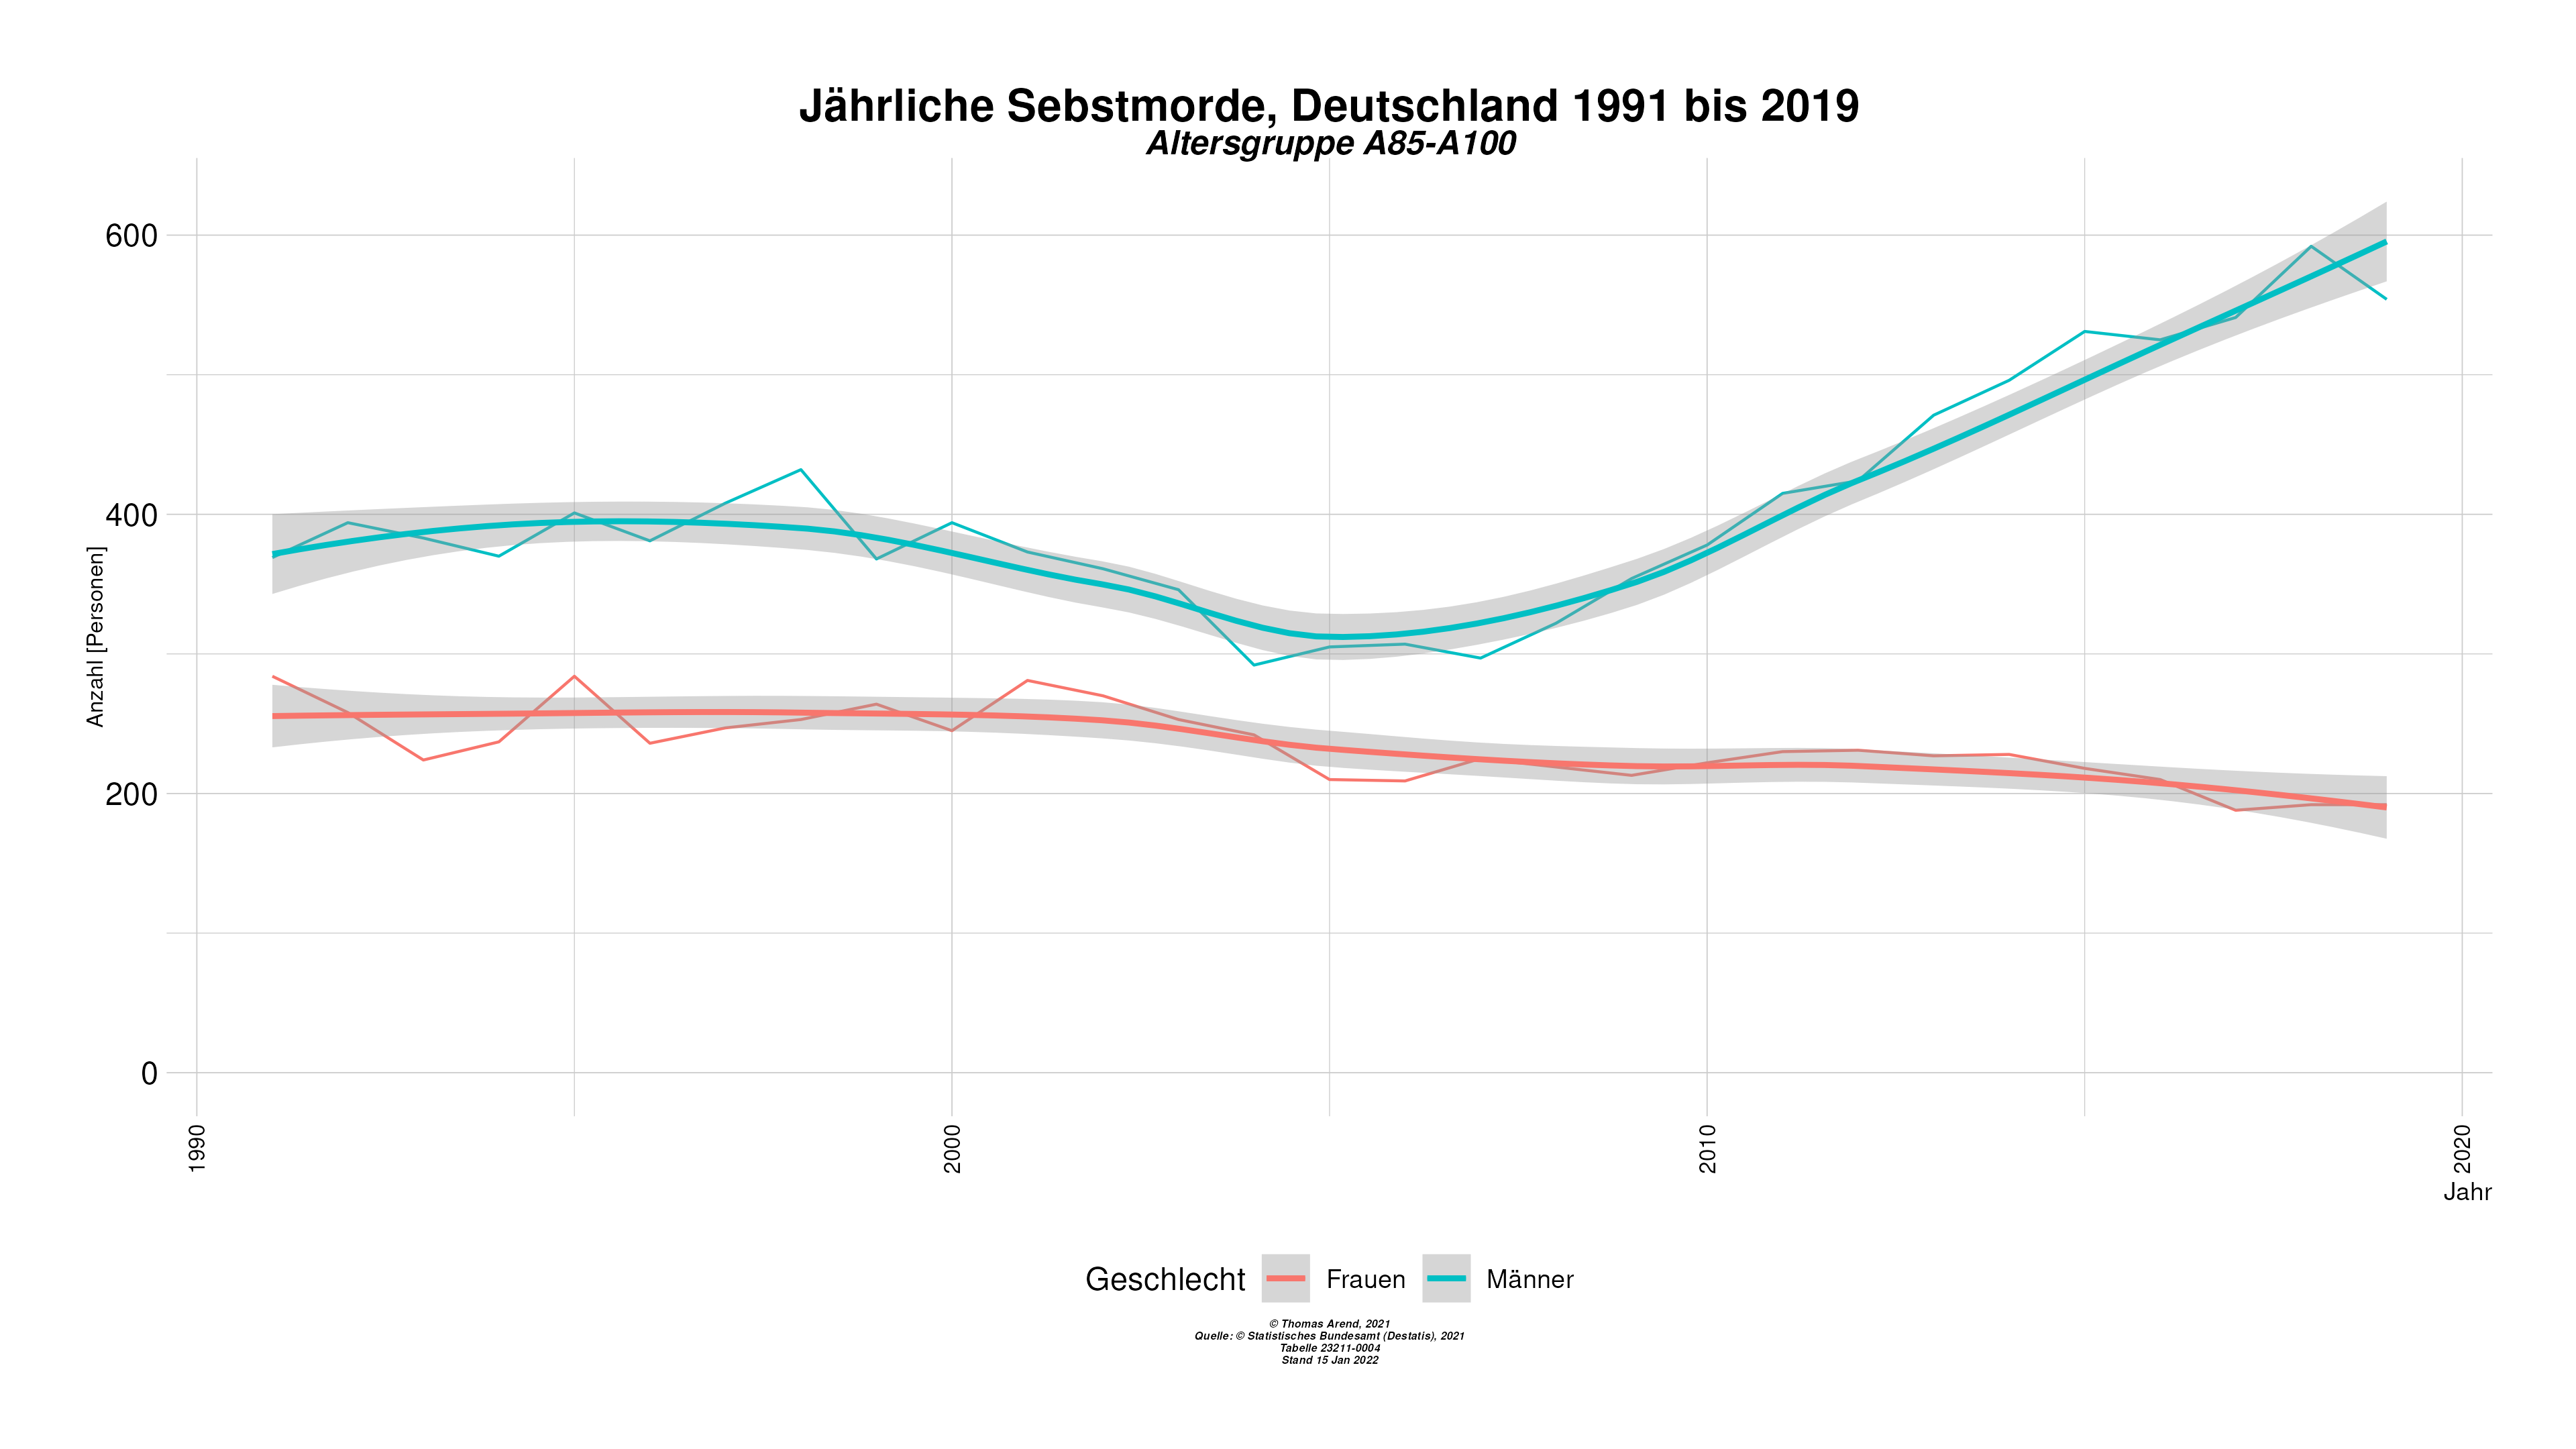 Jährliche Sebstmorde, Deutschland 1991 bis 2019
Altersgruppe A85-A100
Anzahl [Personen]
600
400
200
0
1990
2000
2010
2020
Jahr
Geschlecht Frauen Männer
© Thomas Arend, 2021
Quelle: © Statistisches Bundesamt (Destatis), 2021
Tabelle 23211-0004
Stand 15 Jan 2022